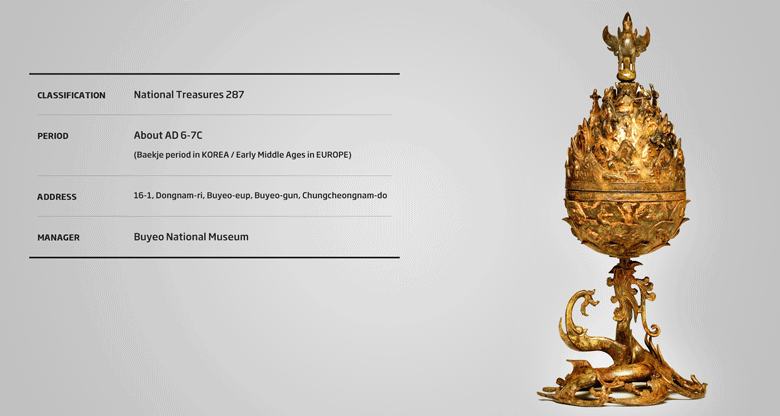 CLASSIFICATION National Treasures 287
PERIOD About AD 6-7C
(Baekje period in KOREA / Early Middle Ages in EUROPE)
ADDRESS 16-1, Dongnam-ri, Buyeo-eup, Buyeo-gun, Chungcheongnam-do
MANAGER Buyeo National Museum